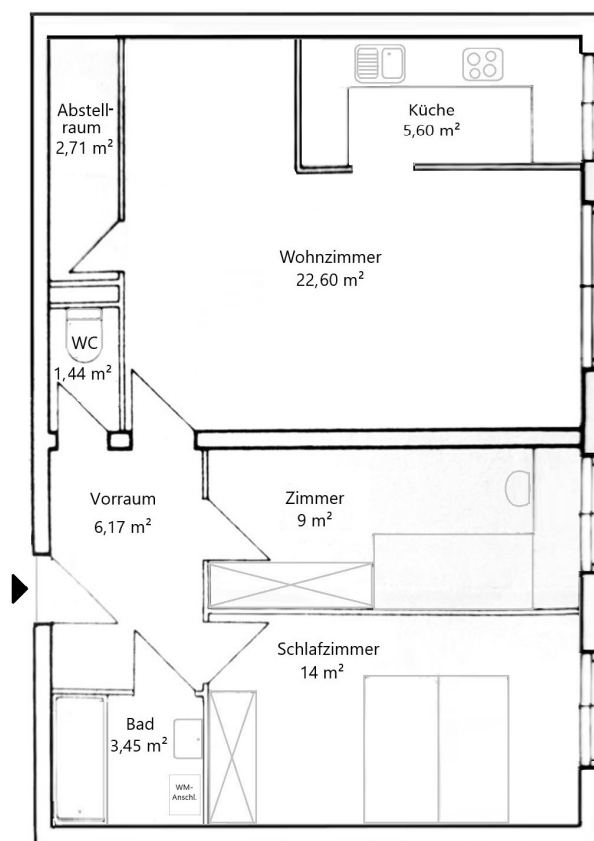 Abstell-
raum
2,71 m²
Küche
5,60 m²
Wohnzimmer
22,60 m²
WC
1,44 m²
Vorraum
6,17 m²
Zimmer
9 m²
Schlafzimmer
14 m²
Bad
3,45 m²
WM-
Anschl.